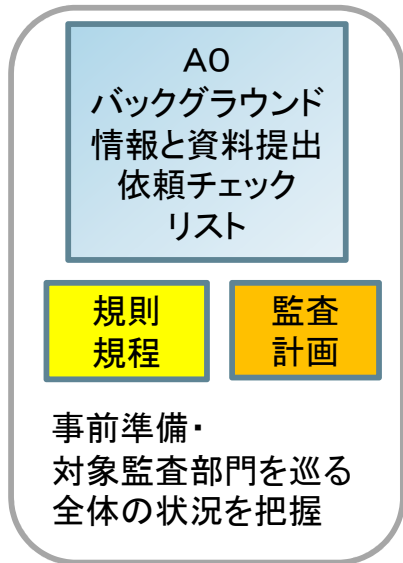 A0
バックグラウンド
情報と資料提出
依頼チェック
リスト
規則
規程
監査
計画
事前準備・
対象監査部門を巡る
全体の状況を把握